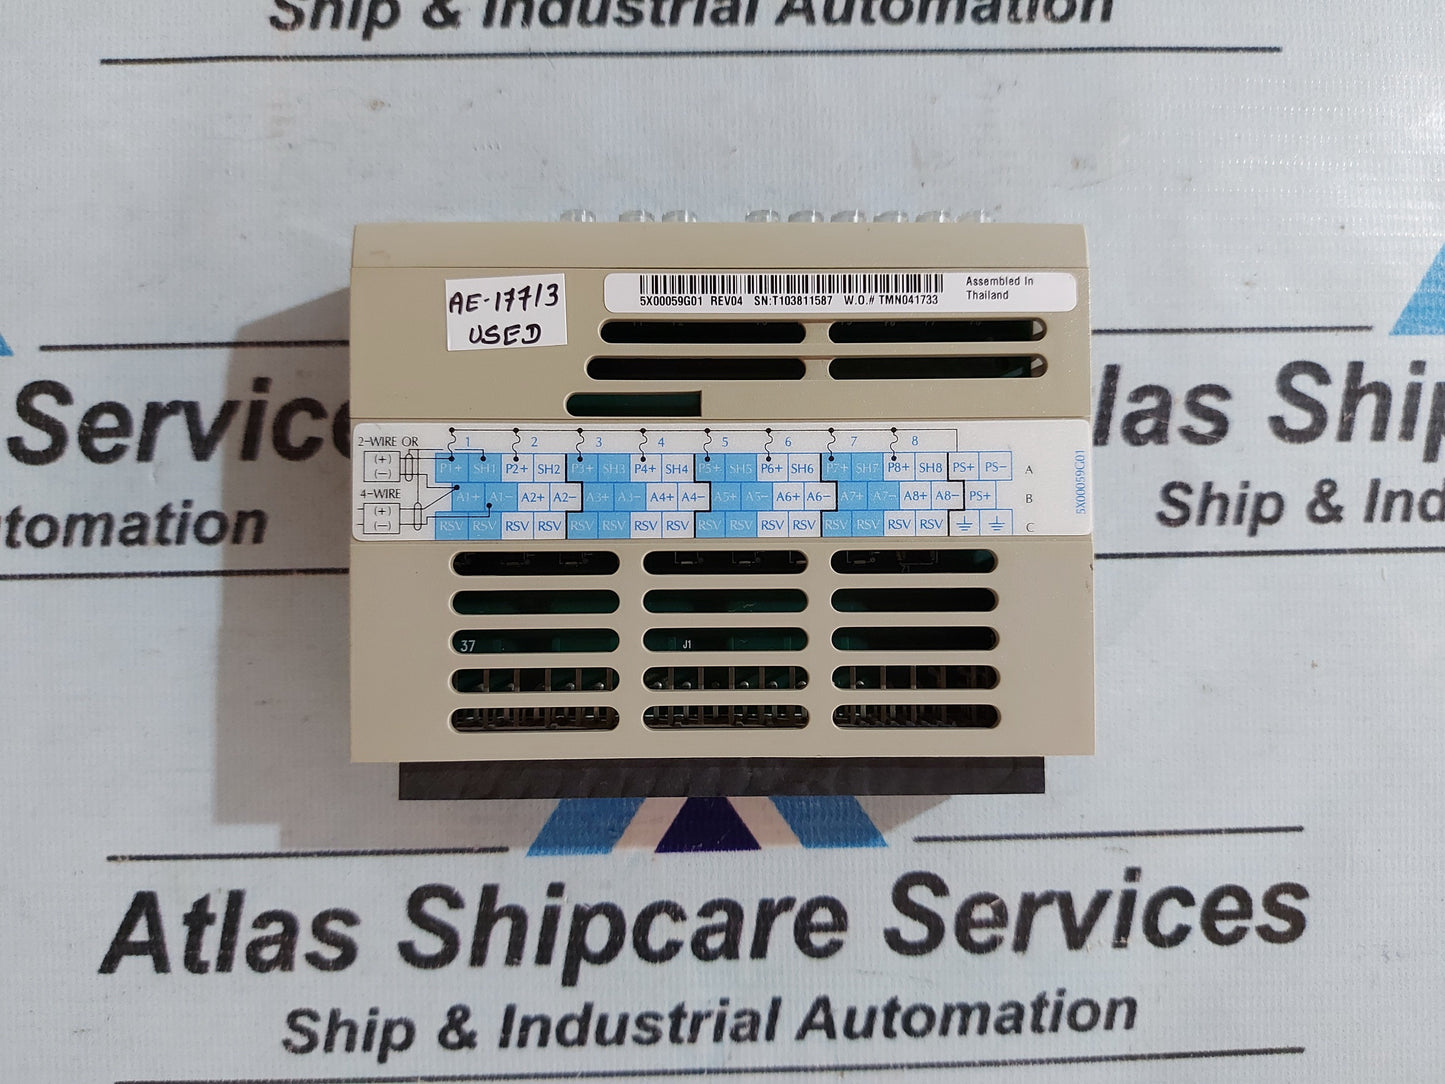 Ship & Industrial Automation
AE-17713
USED
5X00059G01 REV04 SN:T103811587 W.O.# TMN041733
Assembled In
Thailand
Services
Atlas Ship
Automation
Ship & Ind
2-WIRE OR
(+)
(−)
4-WIRE
(+)
(−)
1 2 3 4 5 6 7 8
P1+ SH1 P2+ SH2 P3+ SH3 P4+ SH4 P5+ SH5 P6+ SH6 P7+ SH7 P8+ SH8 PS+ PS− A
A1+ A1− A2+ A2− A3+ A3− A4+ A4− A5+ A5− A6+ A6− A7+ A7− A8+ A8− PS+ B
RSV RSV RSV RSV RSV RSV RSV RSV RSV RSV RSV RSV RSV RSV RSV RSV C
5X00059G01
37
J1
Atlas Shipcare Services
Ship & Industrial Automation